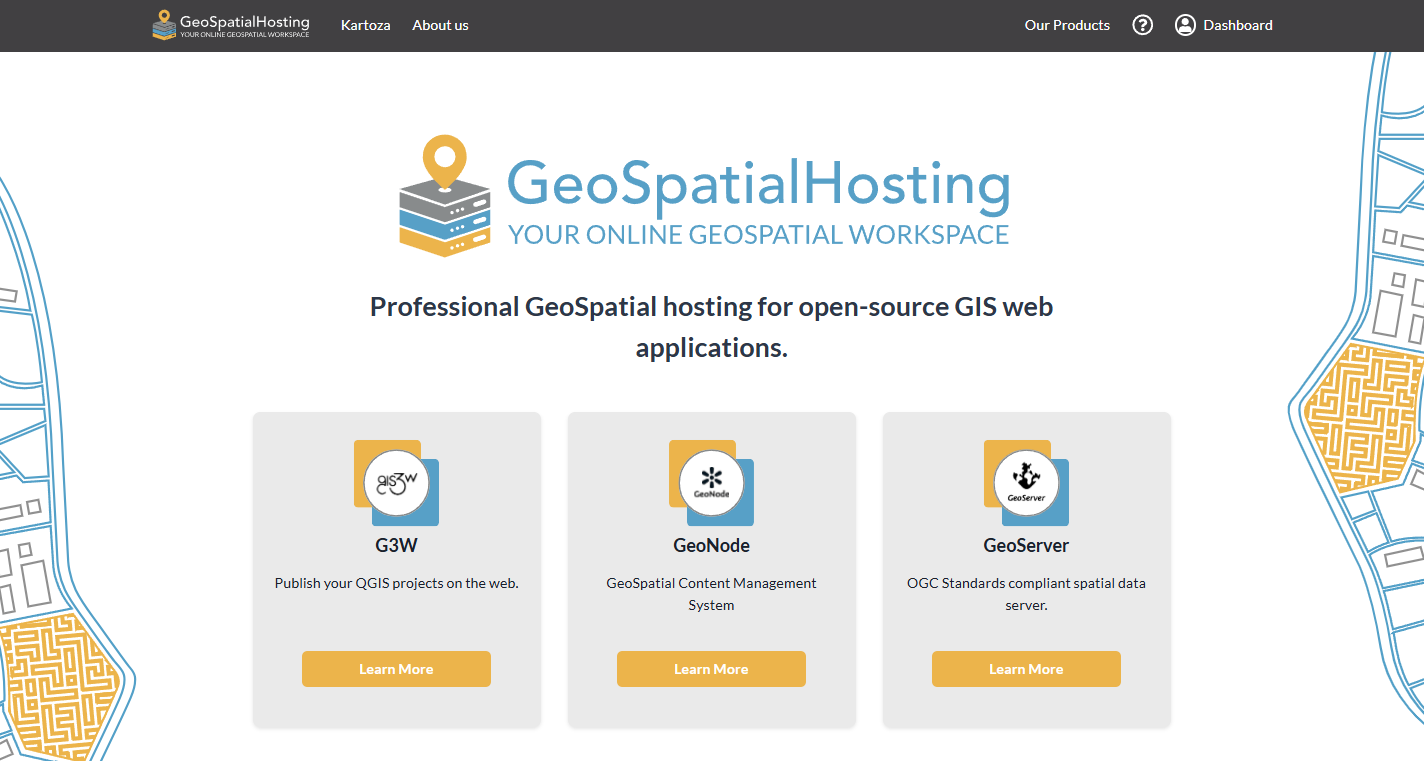 GeoSpatialHosting
YOUR ONLINE GEOSPATIAL WORKSPACE
Kartoza
About us
Our Products
?
Dashboard
GeoSpatialHosting
YOUR ONLINE GEOSPATIAL WORKSPACE
Professional GeoSpatial hosting for open-source GIS web
applications.
gis3w
G3W
Publish your QGIS projects on the web.
Learn More
GeoNode
GeoNode
GeoSpatial Content Management
System
Learn More
GeoServer
GeoServer
OGC Standards compliant spatial data
server.
Learn More